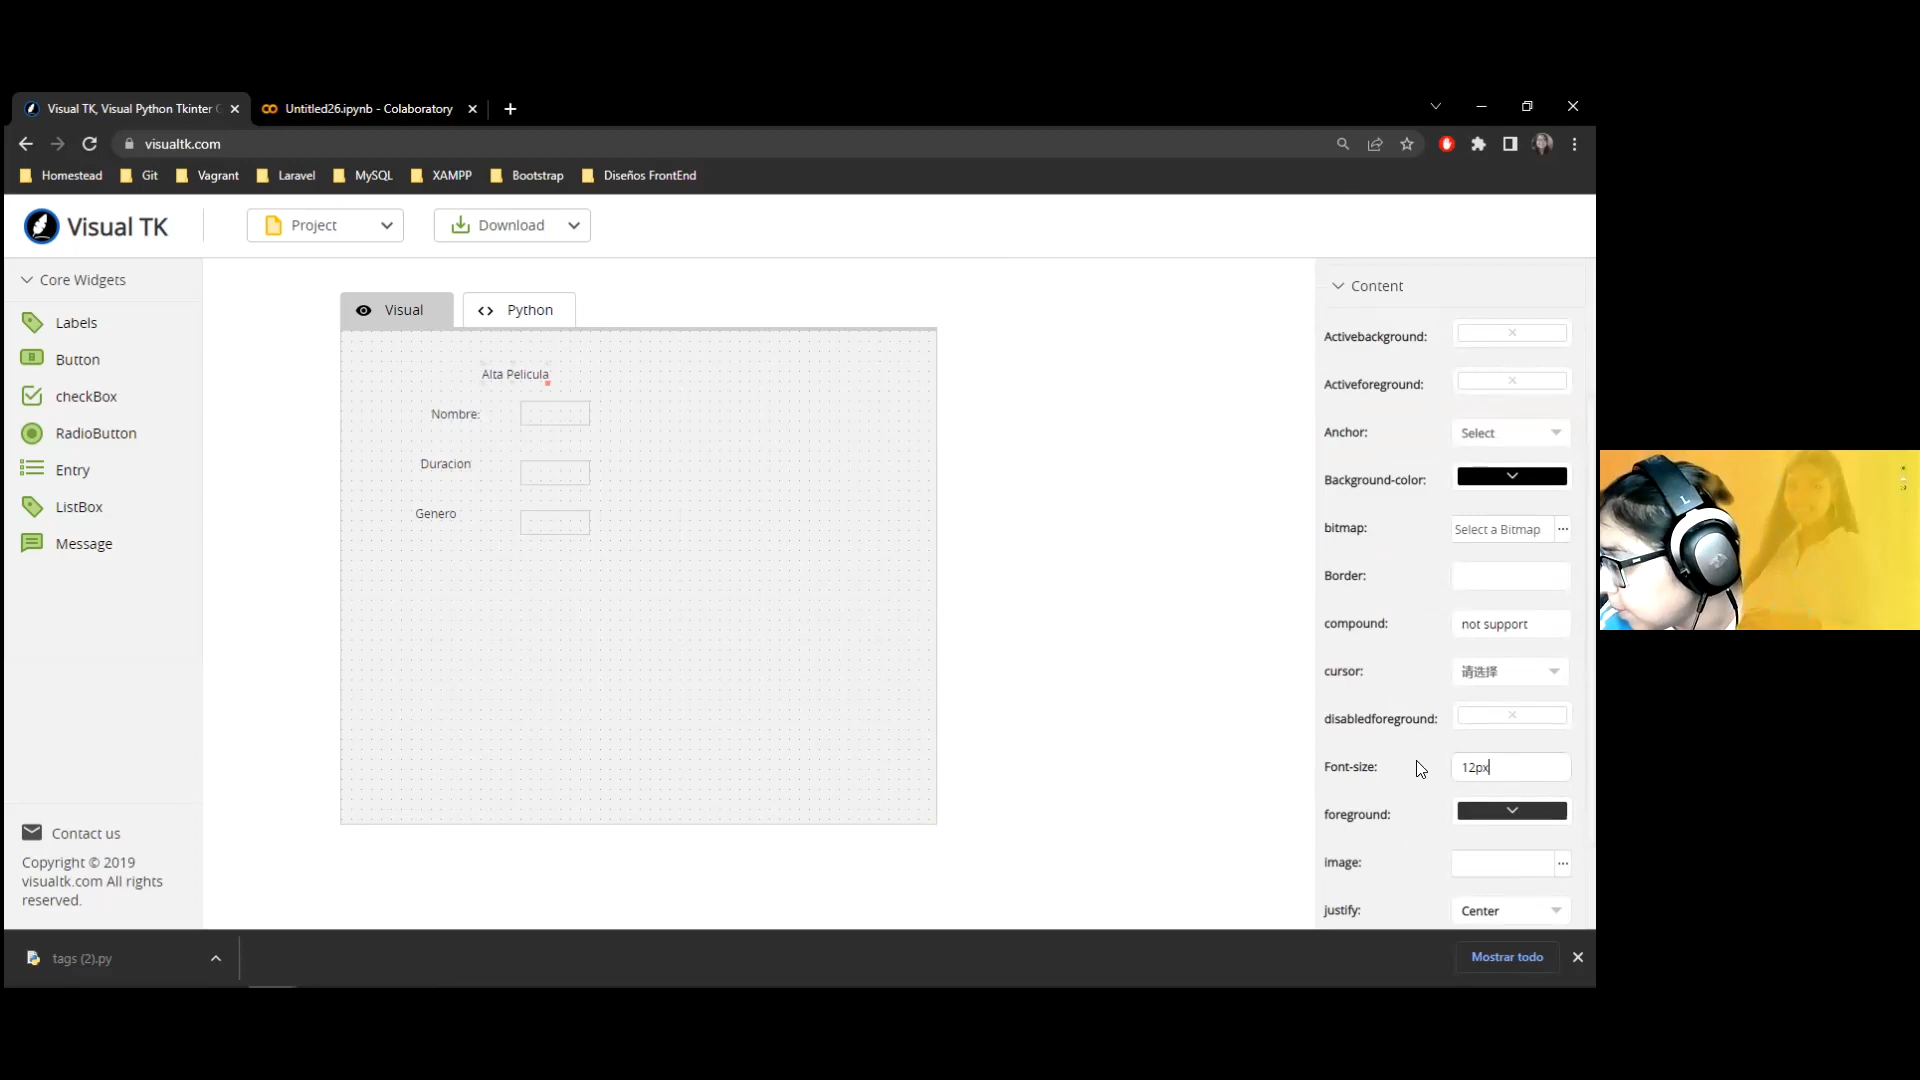 Visual TK, Visual Python Tkinter
Untitled26.ipynb - Colaboratory
visualtk.com
Homestead
Git
Vagrant
Laravel
MySQL
XAMPP
Bootstrap
Diseños FrontEnd
Visual TK
Project
Download
Core Widgets
Labels
Button
checkBox
RadioButton
Entry
ListBox
Message
Contact us
Copyright © 2019
visualtk.com All rights
reserved.
Visual
Python
Alta Pelicula
Nombre:
Duracion
Genero
Content
Activebackground:
Activeforeground:
Anchor: Select
Background-color:
bitmap: Select a Bitmap ...
Border:
compound: not support
cursor: 请选择
disabledforeground:
Font-size: 12px
foreground:
image: ...
justify: Center
tags (2).py
Mostrar todo
L